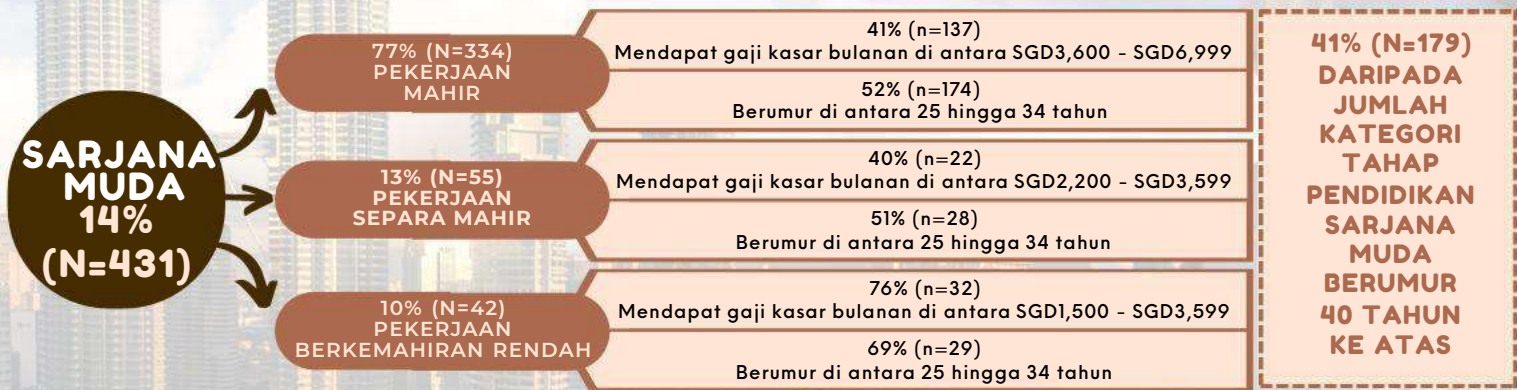 SARJANA
MUDA
14%
(N=431)
77% (N=334)
PEKERJAAN
MAHIR
41% (n=137)
Mendapat gaji kasar bulanan di antara SGD3,600 - SGD6,999
52% (n=174)
Berumur di antara 25 hingga 34 tahun
13% (N=55)
PEKERJAAN
SEPARA MAHIR
40% (n=22)
Mendapat gaji kasar bulanan di antara SGD2,200 - SGD3,599
51% (n=28)
Berumur di antara 25 hingga 34 tahun
10% (N=42)
PEKERJAAN
BERKEMAHIRAN RENDAH
76% (n=32)
Mendapat gaji kasar bulanan di antara SGD1,500 - SGD3,599
69% (n=29)
Berumur di antara 25 hingga 34 tahun
41% (N=179)
DARIPADA
JUMLAH
KATEGORI
TAHAP
PENDIDIKAN
SARJANA
MUDA
BERUMUR
40 TAHUN
KE ATAS